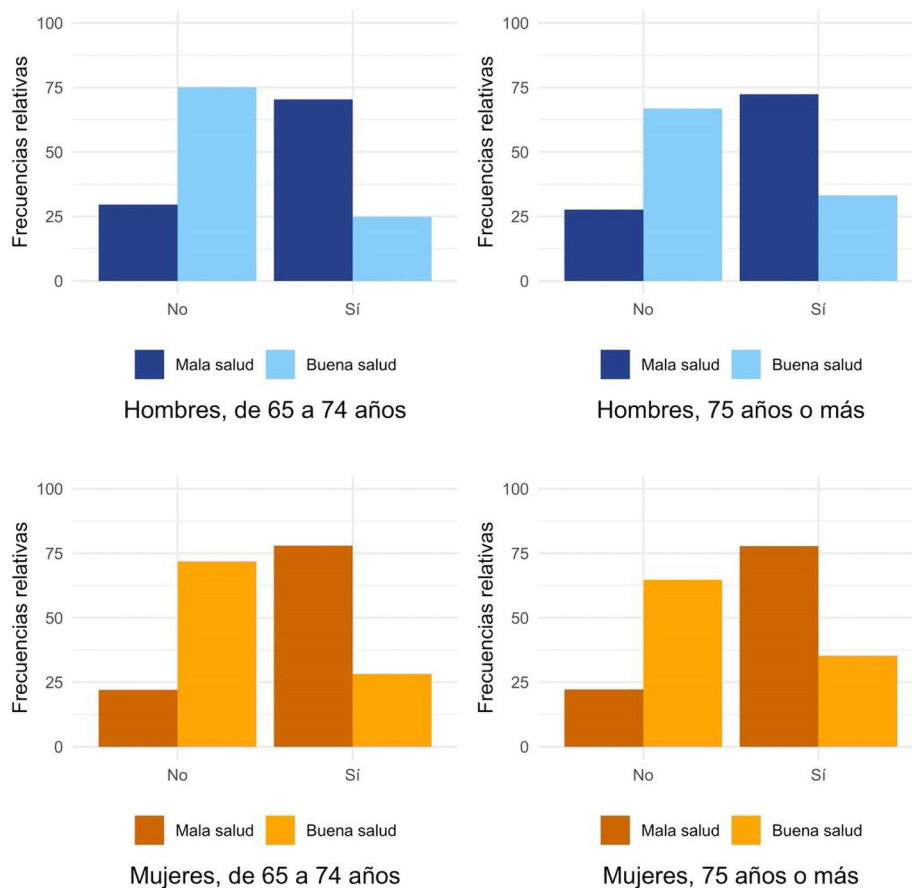 100
75
50
25
0
Frecuencias relativas
No
Sí
Mala salud
Buena salud
Hombres, de 65 a 74 años
100
75
50
25
0
Frecuencias relativas
No
Sí
Mala salud
Buena salud
Hombres, 75 años o más
100
75
50
25
0
Frecuencias relativas
No
Sí
Mala salud
Buena salud
Mujeres, de 65 a 74 años
100
75
50
25
0
Frecuencias relativas
No
Sí
Mala salud
Buena salud
Mujeres, 75 años o más